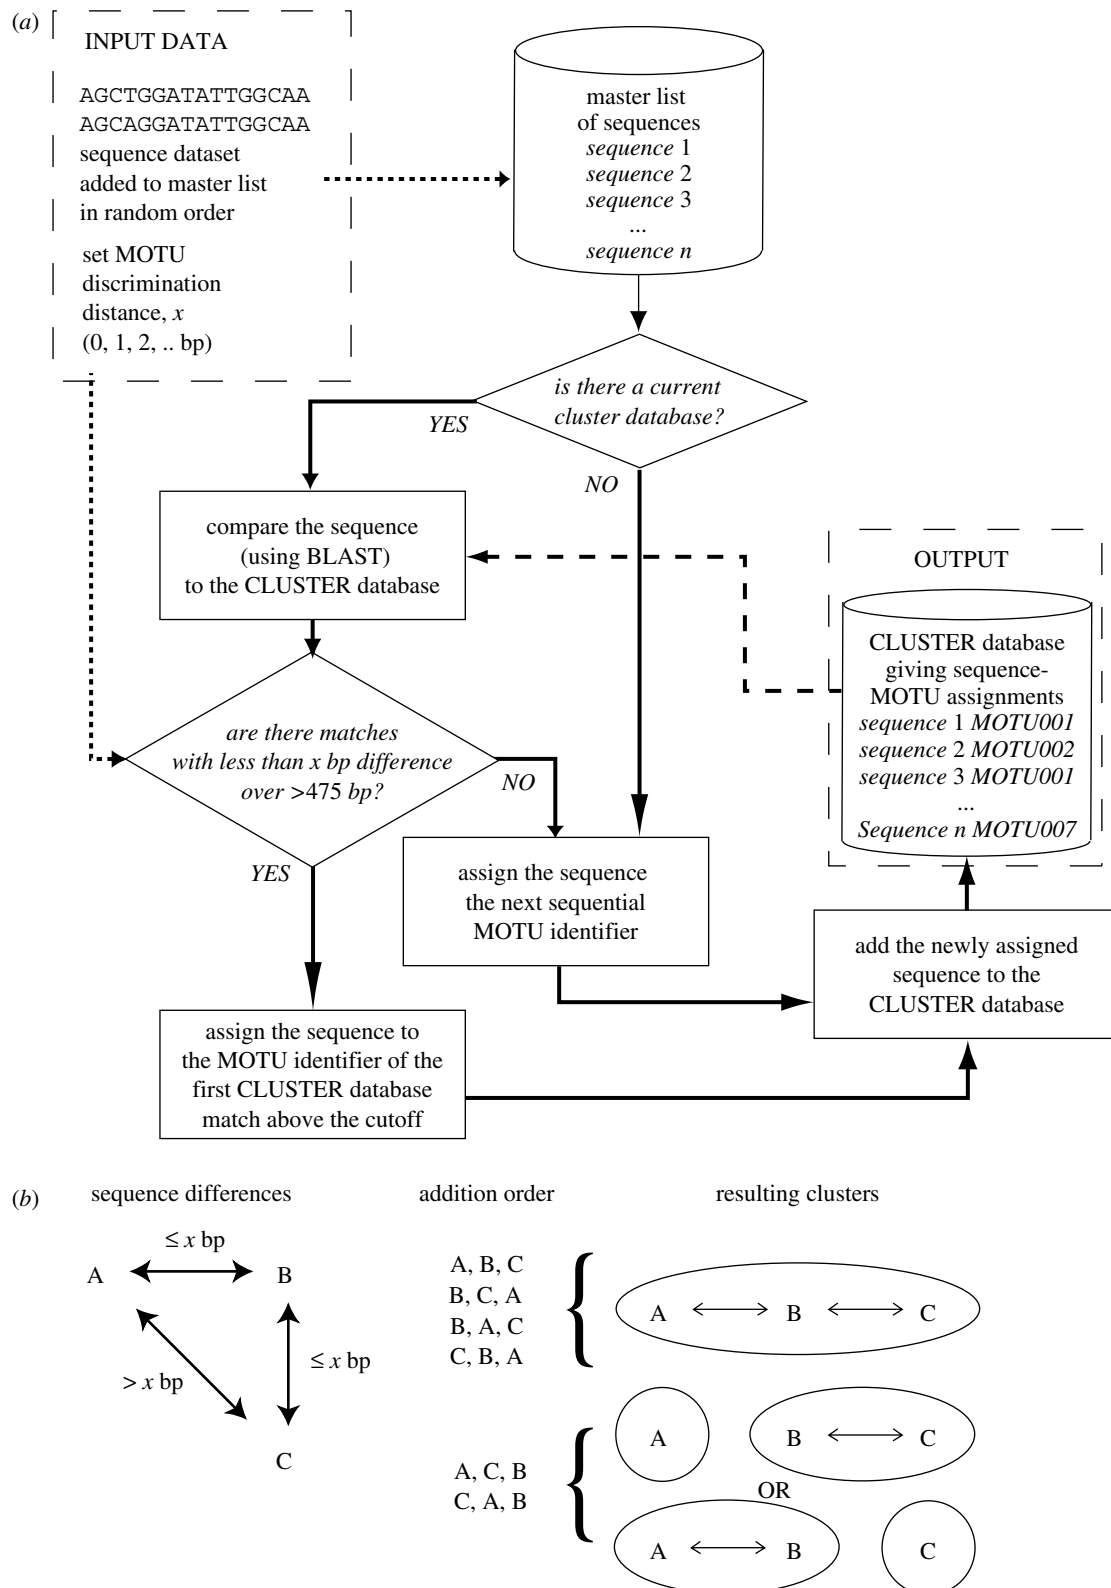 (a)
INPUT DATA
AGCTGGATATTGGCAA
AGCAGGATATTGGCAA
sequence dataset
added to master list
in random order
set MOTU
discrimination
distance, x
(0, 1, 2, .. bp)
master list
of sequences
sequence 1
sequence 2
sequence 3
...
sequence n
is there a current
cluster database?
YES
NO
compare the sequence
(using BLAST)
to the CLUSTER database
OUTPUT
CLUSTER database
giving sequence-
MOTU assignments
sequence 1 MOTU001
sequence 2 MOTU002
sequence 3 MOTU001
...
Sequence n MOTU007
are there matches
with less than x bp difference
over >475 bp?
NO
YES
assign the sequence
the next sequential
MOTU identifier
add the newly assigned
sequence to the
CLUSTER database
assign the sequence to
the MOTU identifier of the
first CLUSTER database
match above the cutoff
(b)
sequence differences
addition order
resulting clusters
≤ x bp
A
B
> x bp
≤ x bp
C
A, B, C
B, C, A
B, A, C
C, B, A
A B C
A, C, B
C, A, B
A B C
OR
A B C